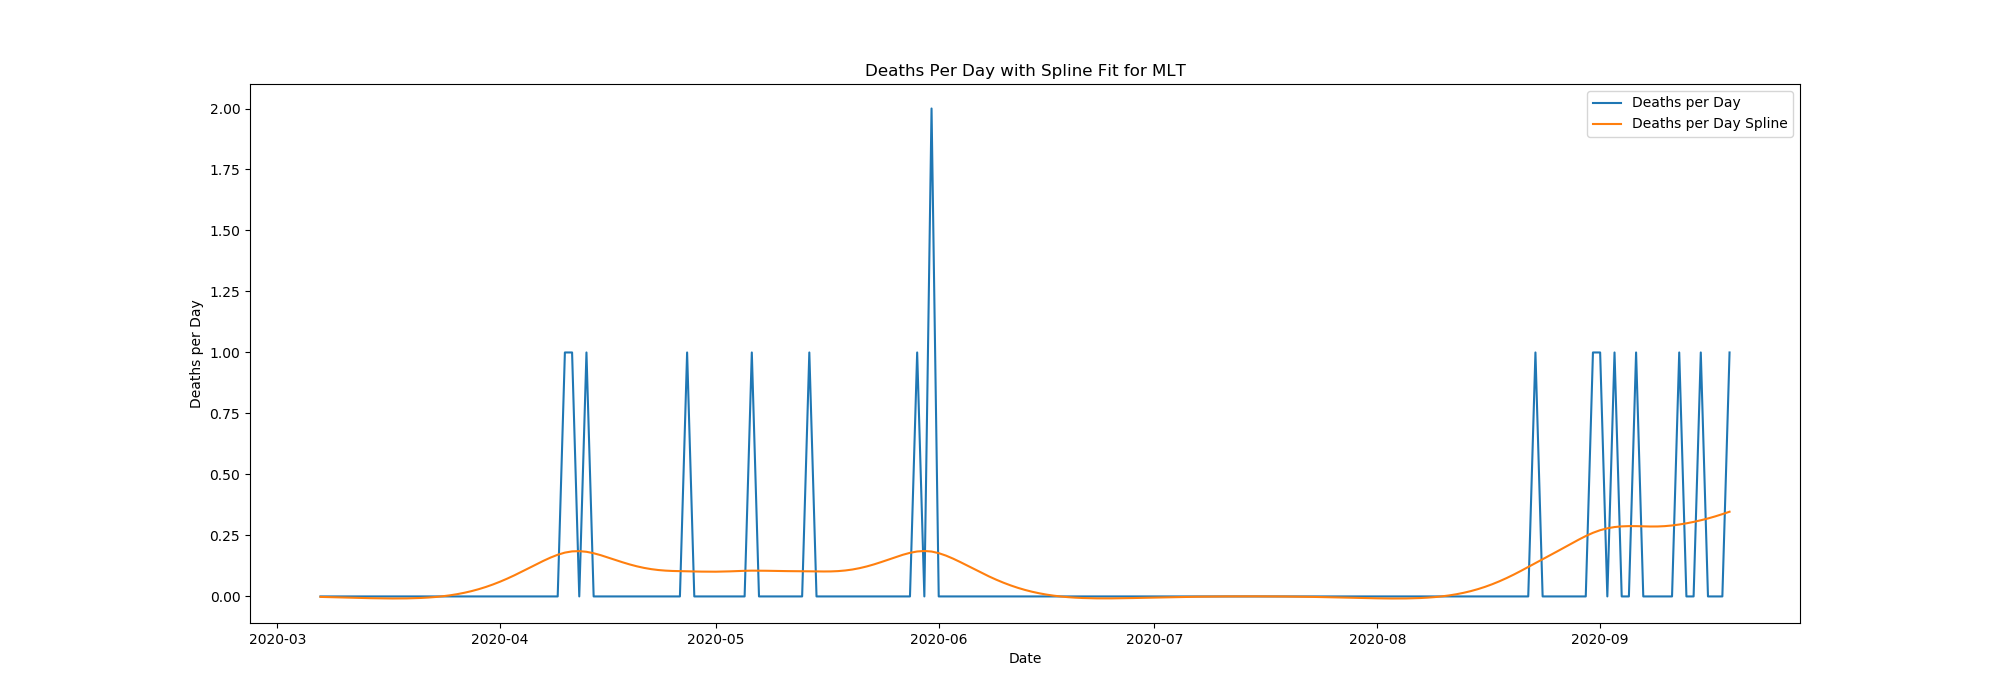 Deaths Per Day with Spline Fit for MLT
Deaths per Day
Deaths per Day Spline
Deaths per Day
2.00
1.75
1.50
1.25
1.00
0.75
0.50
0.25
0.00
2020-03 2020-04 2020-05 2020-06 2020-07 2020-08 2020-09
Date